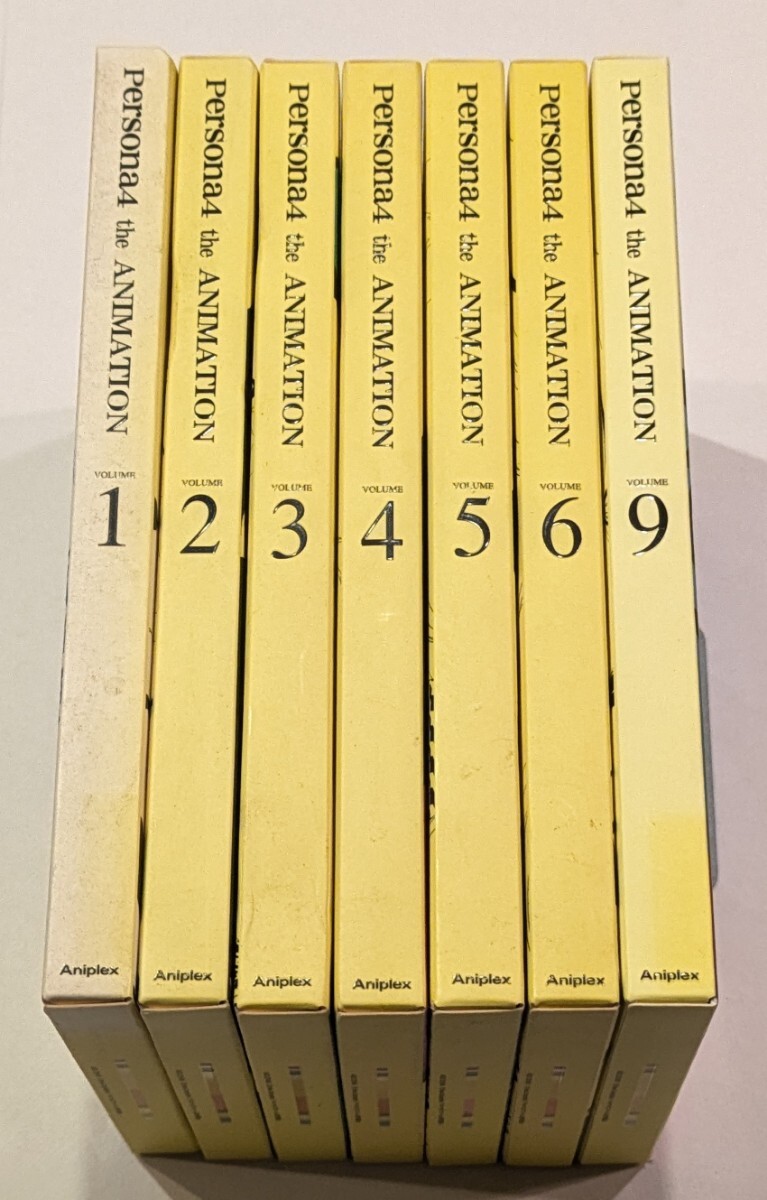 Persona4 the ANIMATION
VOLUME
1
Aniplex
Persona4 the ANIMATION
VOLUME
2
Aniplex
Persona4 the ANIMATION
VOLUME
3
Aniplex
Persona4 the ANIMATION
VOLUME
4
Aniplex
Persona4 the ANIMATION
VOLUME
5
Aniplex
Persona4 the ANIMATION
VOLUME
6
Aniplex
Persona4 the ANIMATION
VOLUME
9
Aniplex